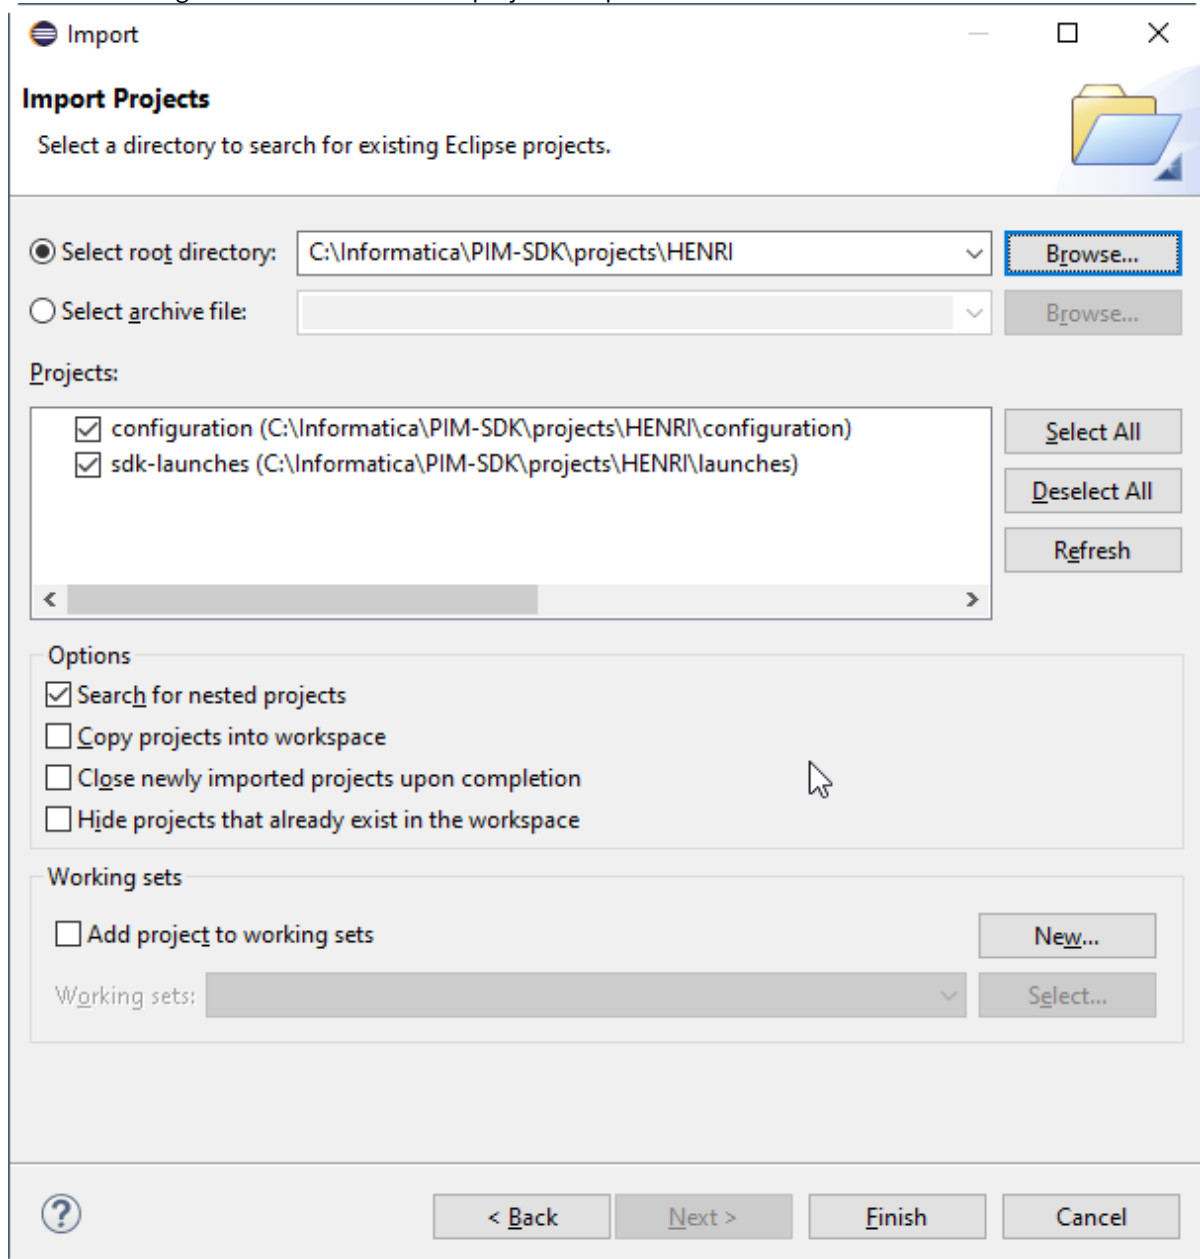 Import
Import Projects
Select a directory to search for existing Eclipse projects.
Select root directory: C:\Informatica\PIM-SDK\projects\HENRI Browse...
Select archive file: Browse...
Projects:
configuration (C:\Informatica\PIM-SDK\projects\HENRI\configuration)
sdk-launches (C:\Informatica\PIM-SDK\projects\HENRI\launches)
Select All
Deselect All
Refresh
Options
Search for nested projects
Copy projects into workspace
Close newly imported projects upon completion
Hide projects that already exist in the workspace
Working sets
Add project to working sets New...
Working sets: Select...
? < Back Next > Finish Cancel